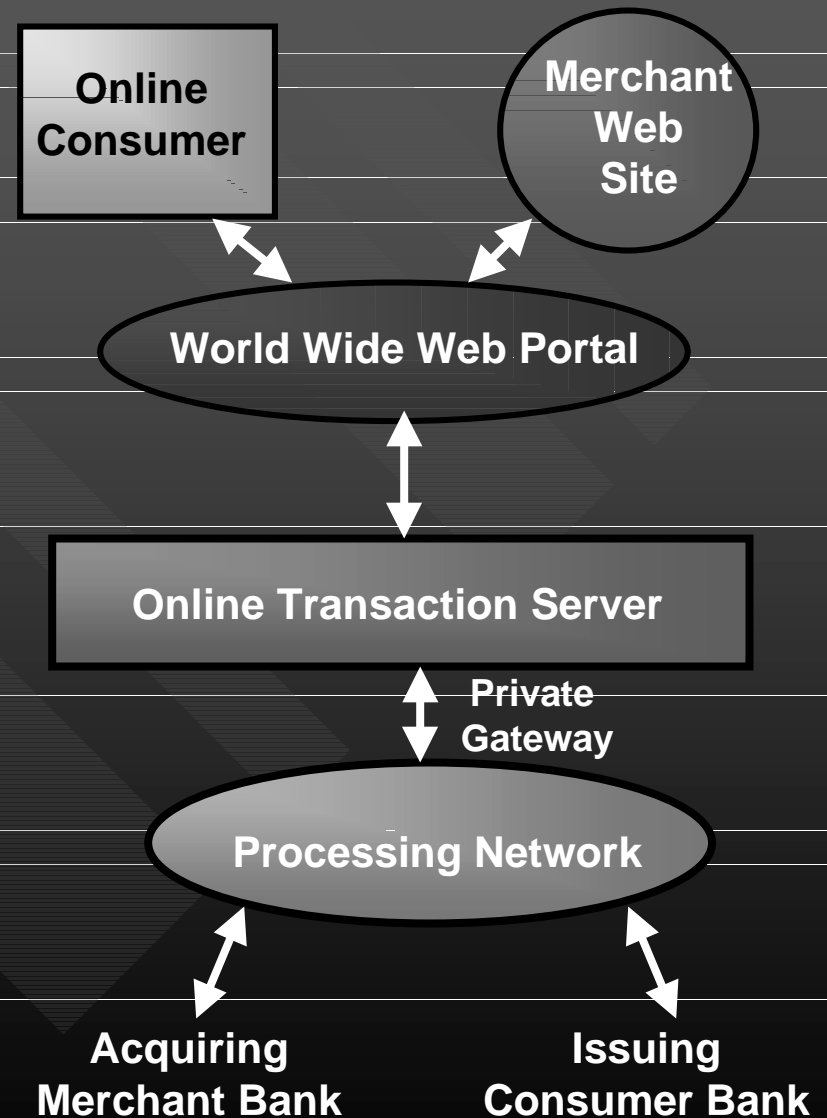 Online
Consumer
Merchant
Web
Site
World Wide Web Portal
Online Transaction Server
Private
Gateway
Processing Network
Acquiring
Merchant Bank
Issuing
Consumer Bank